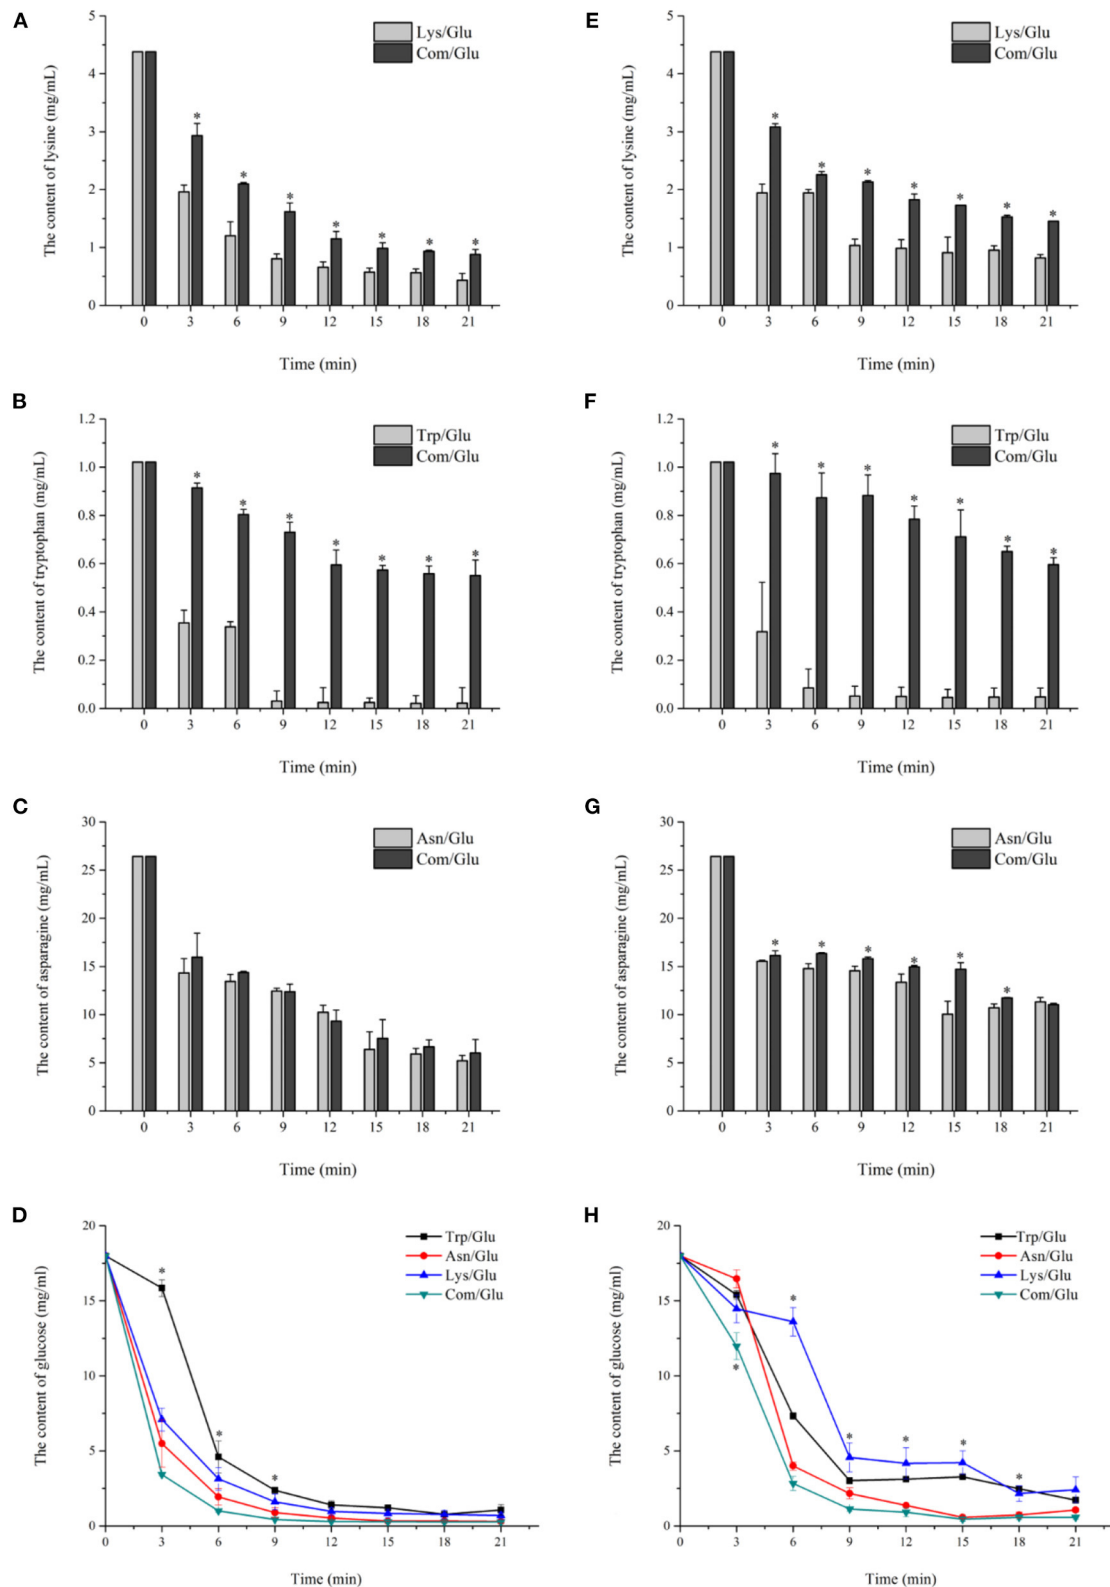 A
The content of lysine (mg/mL)
5
4
3
2
1
0
Lys/Glu
Com/Glu
* * * * * * *
0 3 6 9 12 15 18 21
Time (min)
E
The content of lysine (mg/mL)
5
4
3
2
1
0
Lys/Glu
Com/Glu
* * * * * * *
0 3 6 9 12 15 18 21
Time (min)
B
The content of tryptophan (mg/mL)
1.2
1.0
0.8
0.6
0.4
0.2
0.0
Trp/Glu
Com/Glu
* * * * * * *
0 3 6 9 12 15 18 21
Time (min)
F
The content of tryptophan (mg/mL)
1.2
1.0
0.8
0.6
0.4
0.2
0.0
Trp/Glu
Com/Glu
* * * * * * *
0 3 6 9 12 15 18 21
Time (min)
C
The content of asparagine (mg/mL)
30
25
20
15
10
5
0
Asn/Glu
Com/Glu
0 3 6 9 12 15 18 21
Time (min)
G
The content of asparagine (mg/mL)
30
25
20
15
10
5
0
Asn/Glu
Com/Glu
* * * * * *
0 3 6 9 12 15 18 21
Time (min)
D
The content of glucose (mg/ml)
20
15
10
5
0
Trp/Glu
Asn/Glu
Lys/Glu
Com/Glu
* * *
0 3 6 9 12 15 18 21
Time (min)
H
The content of glucose (mg/ml)
20
15
10
5
0
Trp/Glu
Asn/Glu
Lys/Glu
Com/Glu
* * * * * *
0 3 6 9 12 15 18 21
Time (min)